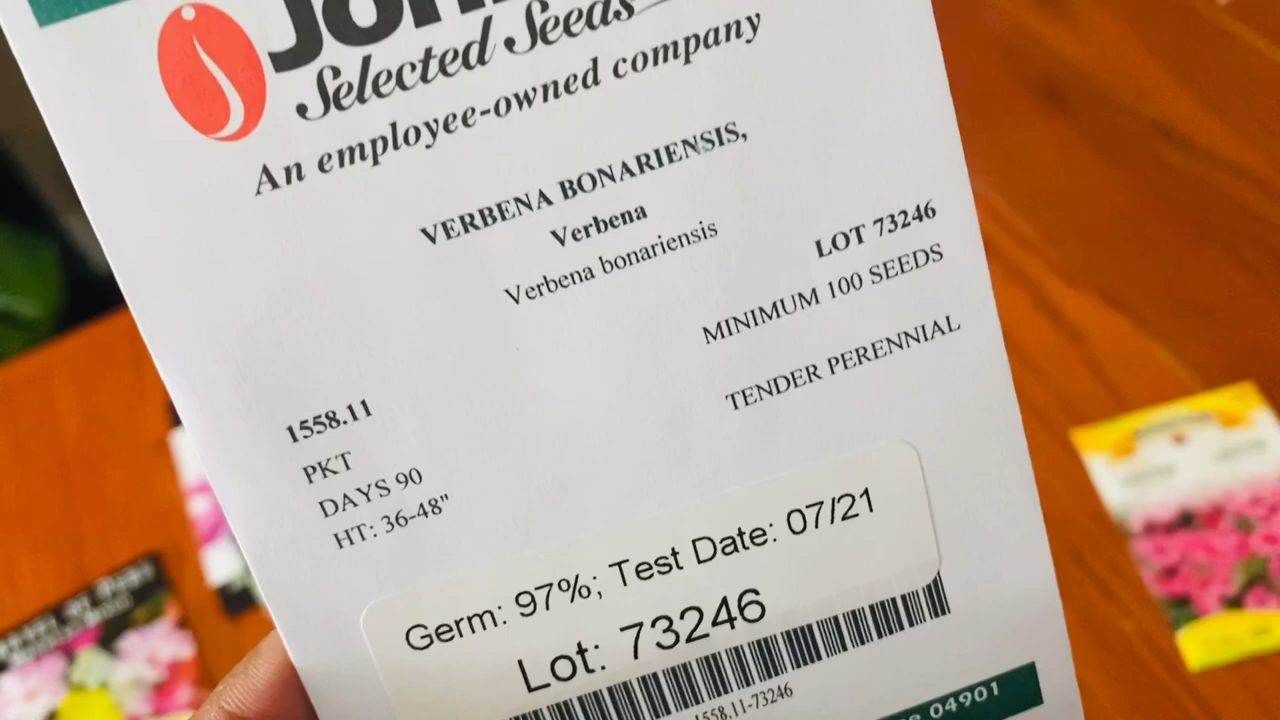 Selected Seeds
An employee-owned company
VERBENA BONARIENSIS,
Verbena
Verbena bonariensis
LOT 73246
MINIMUM 100 SEEDS
TENDER PERENNIAL
1558.11
PKT
DAYS 90
HT: 36-48"
Germ: 97%; Test Date: 07/21
Lot: 73246
1558.11-73246
04901